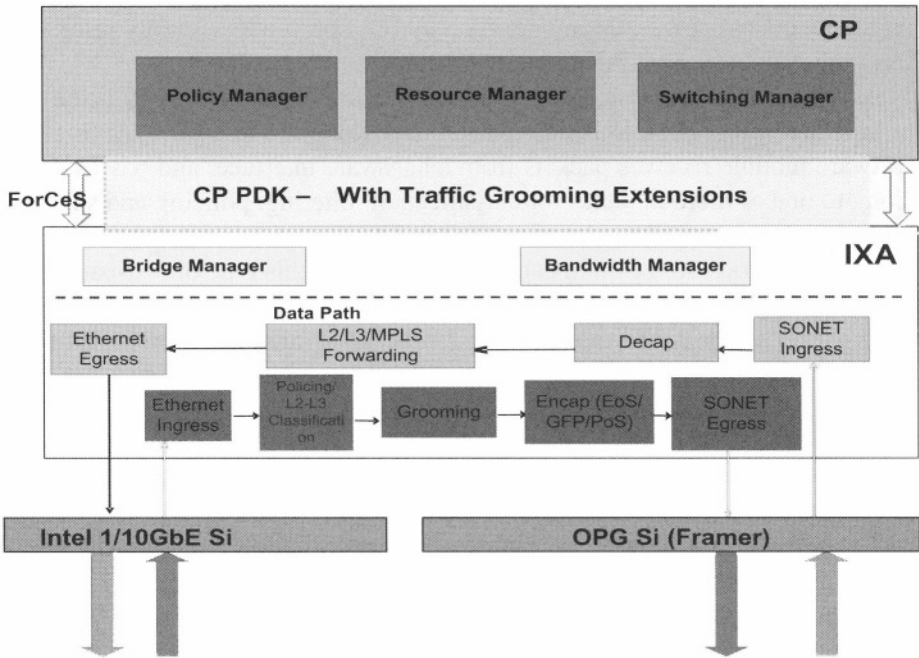 CP
Policy Manager
Resource Manager
Switching Manager
ForCeS
CP PDK – With Traffic Grooming Extensions
IXA
Bridge Manager
Bandwidth Manager
Data Path
Ethernet
Egress
L2/L3/MPLS
Forwarding
Decap
SONET
Ingress
Ethernet
Ingress
Policing/
L2-L3
Classificati
on
Grooming
Encap (EoS/
GFP/PoS)
SONET
Egress
Intel 1/10GbE Si
OPG Si (Framer)